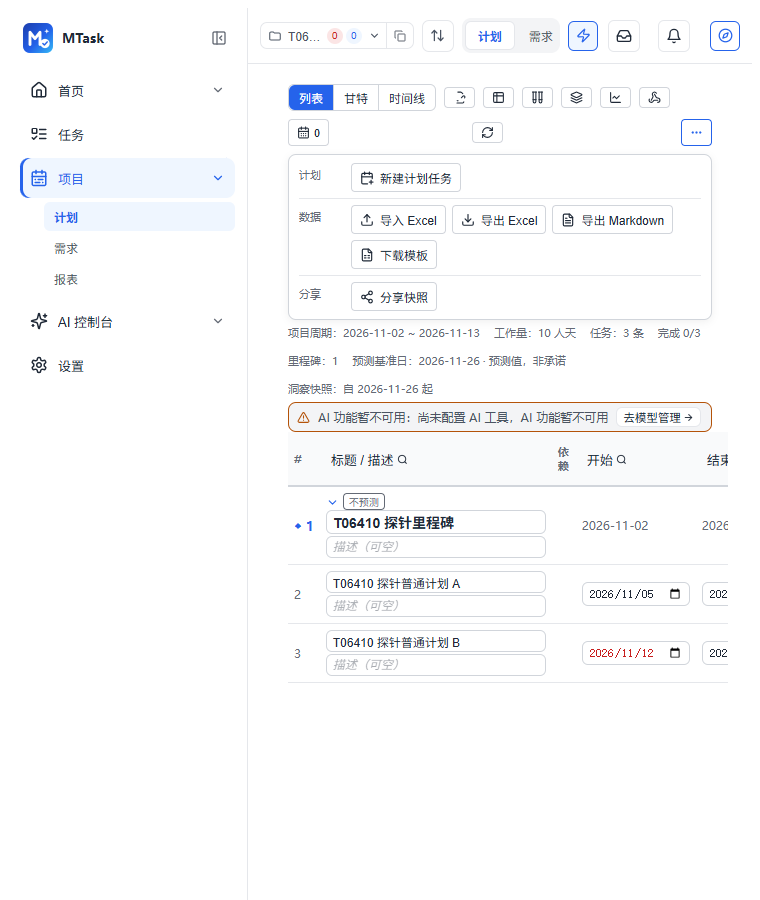 MTask
首页
任务
项目
计划
需求
报表
AI 控制台
设置
T06... 0 0
计划 需求
列表 甘特 时间线
0
计划 新建计划任务
数据 导入 Excel 导出 Excel 导出 Markdown
下载模板
分享 分享快照
项目周期：2026-11-02 ~ 2026-11-13 工作量：10 人天 任务：3 条 完成 0/3
里程碑：1 预测基准日：2026-11-26 · 预测值，非承诺
洞察快照：自 2026-11-26 起
AI 功能暂不可用：尚未配置 AI 工具，AI 功能暂不可用 去模型管理 →
# 标题 / 描述 依赖 开始 结束
不预测
1 T06410 探针里程碑 2026-11-02 2026
描述（可空）
2 T06410 探针普通计划 A 2026/11/05 202
描述（可空）
3 T06410 探针普通计划 B 2026/11/12 202
描述（可空）